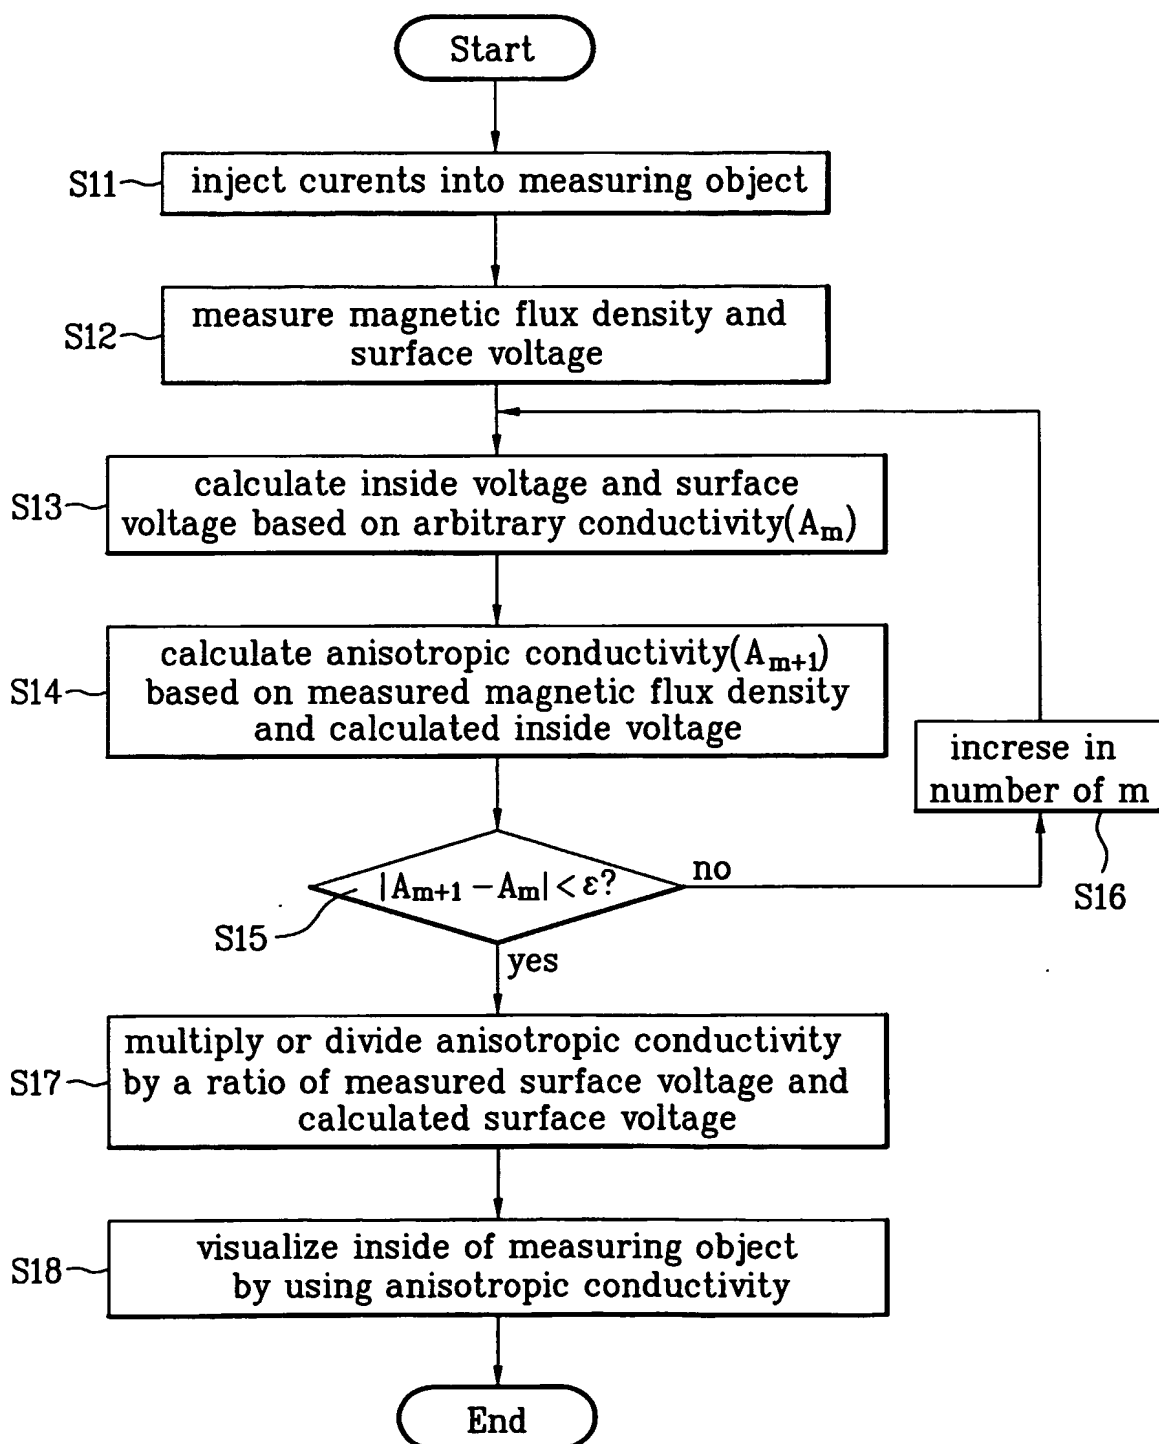 Start
S11
inject curents into measuring object
S12
measure magnetic flux density and
surface voltage
S13
calculate inside voltage and surface
voltage based on arbitrary conductivity(Am)
S14
calculate anisotropic conductivity(Am+1)
based on measured magnetic flux density
and calculated inside voltage
increse in
number of m
S16
|Am+1 − Am| < ε?
no
S15
yes
S17
multiply or divide anisotropic conductivity
by a ratio of measured surface voltage and
calculated surface voltage
S18
visualize inside of measuring object
by using anisotropic conductivity
End